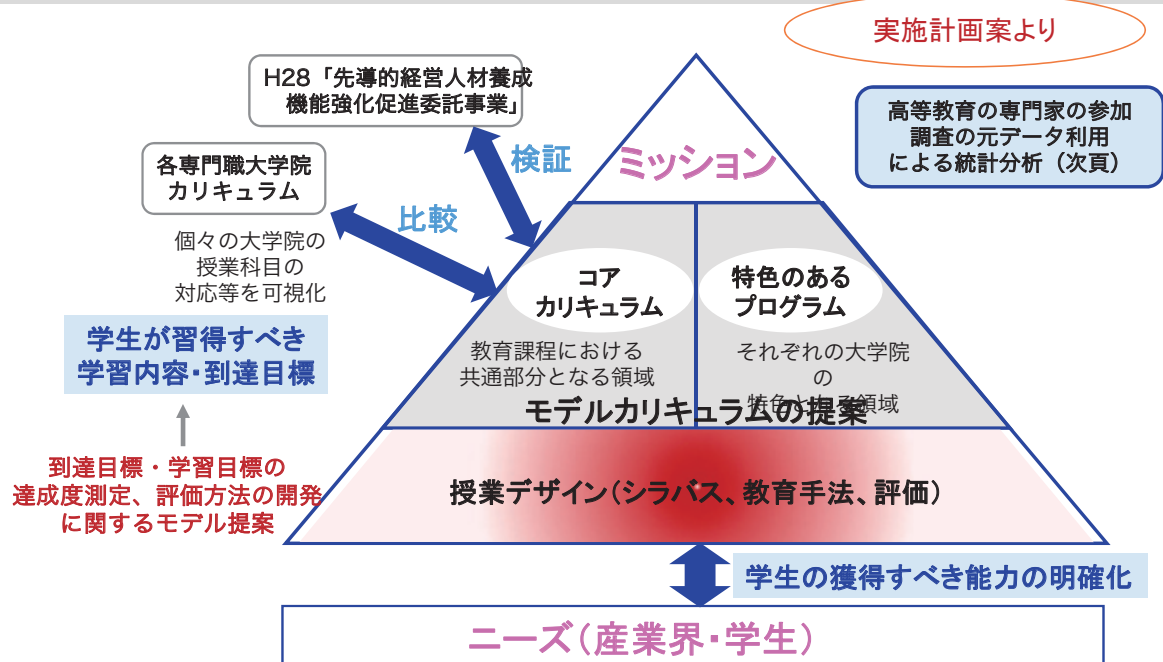 実施計画案より
H28「先導的経営人材養成
機能強化促進委託事業」
高等教育の専門家の参加
調査の元データ利用
による統計分析（次頁）
検証
ミッション
各専門職大学院
カリキュラム
比較
個々の大学院の
授業科目の
対応等を可視化
コア
カリキュラム
特色のある
プログラム
学生が習得すべき
学習内容・到達目標
教育課程における
共通部分となる領域
それぞれの大学院
の
特色となる領域
モデルカリキュラムの提案
到達目標・学習目標の
達成度測定、評価方法の開発
に関するモデル提案
授業デザイン（シラバス、教育手法、評価）
学生の獲得すべき能力の明確化
ニーズ（産業界・学生）